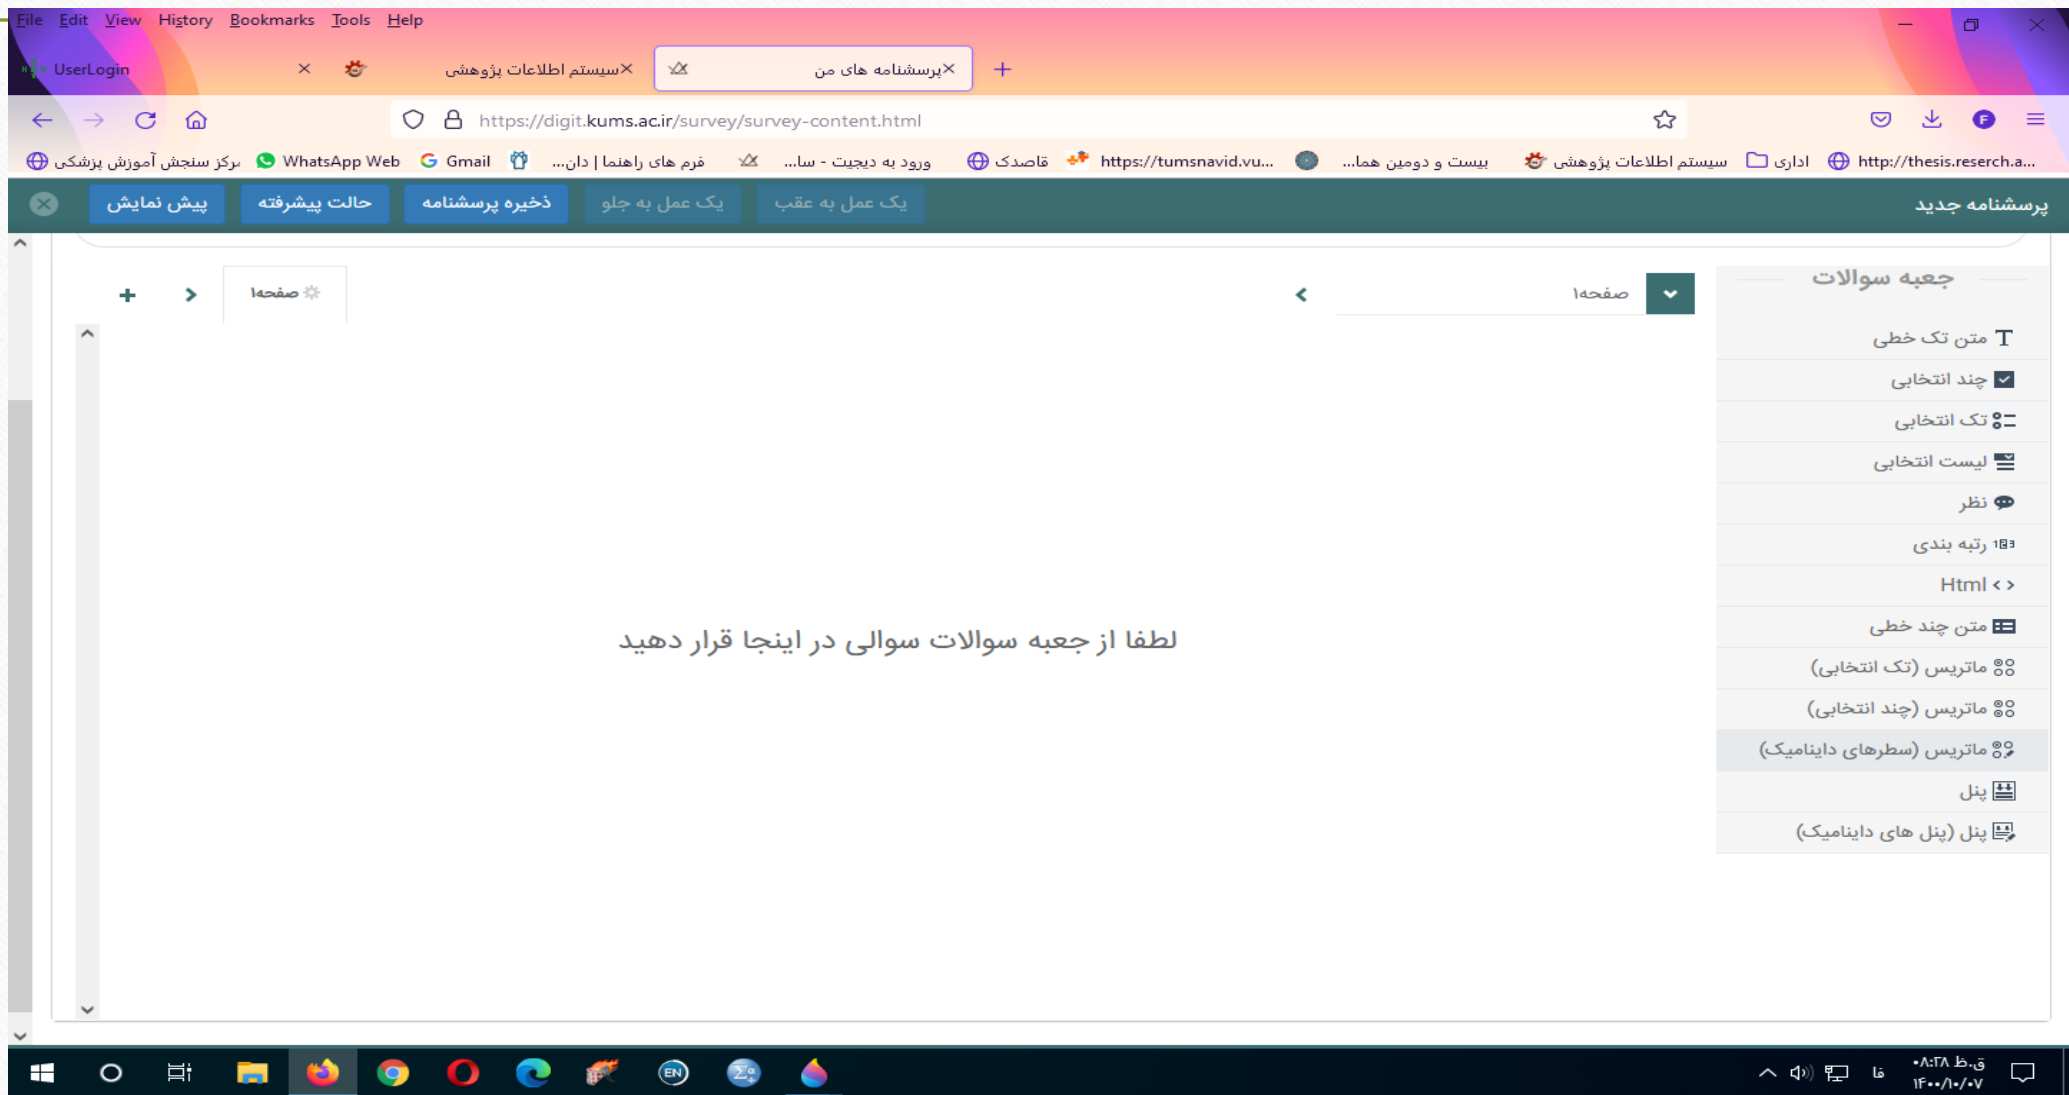 File Edit View History Bookmarks Tools Help
UserLogin
سیستم اطلاعات پژوهشی
پرسشنامه های من
https://digit.kums.ac.ir/survey/survey-content.html
مرکز سنجش آموزش پزشکی
WhatsApp Web
Gmail
فرم های راهنما | دان...
ورود به دیجیت - سا...
قاصدک
https://tumsnavid.vu...
بیست و دومین هما...
سیستم اطلاعات پژوهشی
اداری
http://thesis.reserch.a...
پرسشنامه جدید
یک عمل به عقب
یک عمل به جلو
ذخیره پرسشنامه
حالت پیشرفته
پیش نمایش
جعبه سوالات
صفحه۱
صفحه۱
متن تک خطی
چند انتخابی
تک انتخابی
لیست انتخابی
نظر
رتبه بندی
Html
متن چند خطی
ماتریس (تک انتخابی)
ماتریس (چند انتخابی)
ماتریس (سطرهای داینامیک)
پنل
پنل (پنل های داینامیک)
لطفا از جعبه سوالات سوالی در اینجا قرار دهید
EN
فا
۰۸:۲۸ ق.ظ
۱۴۰۰/۱۰/۰۷